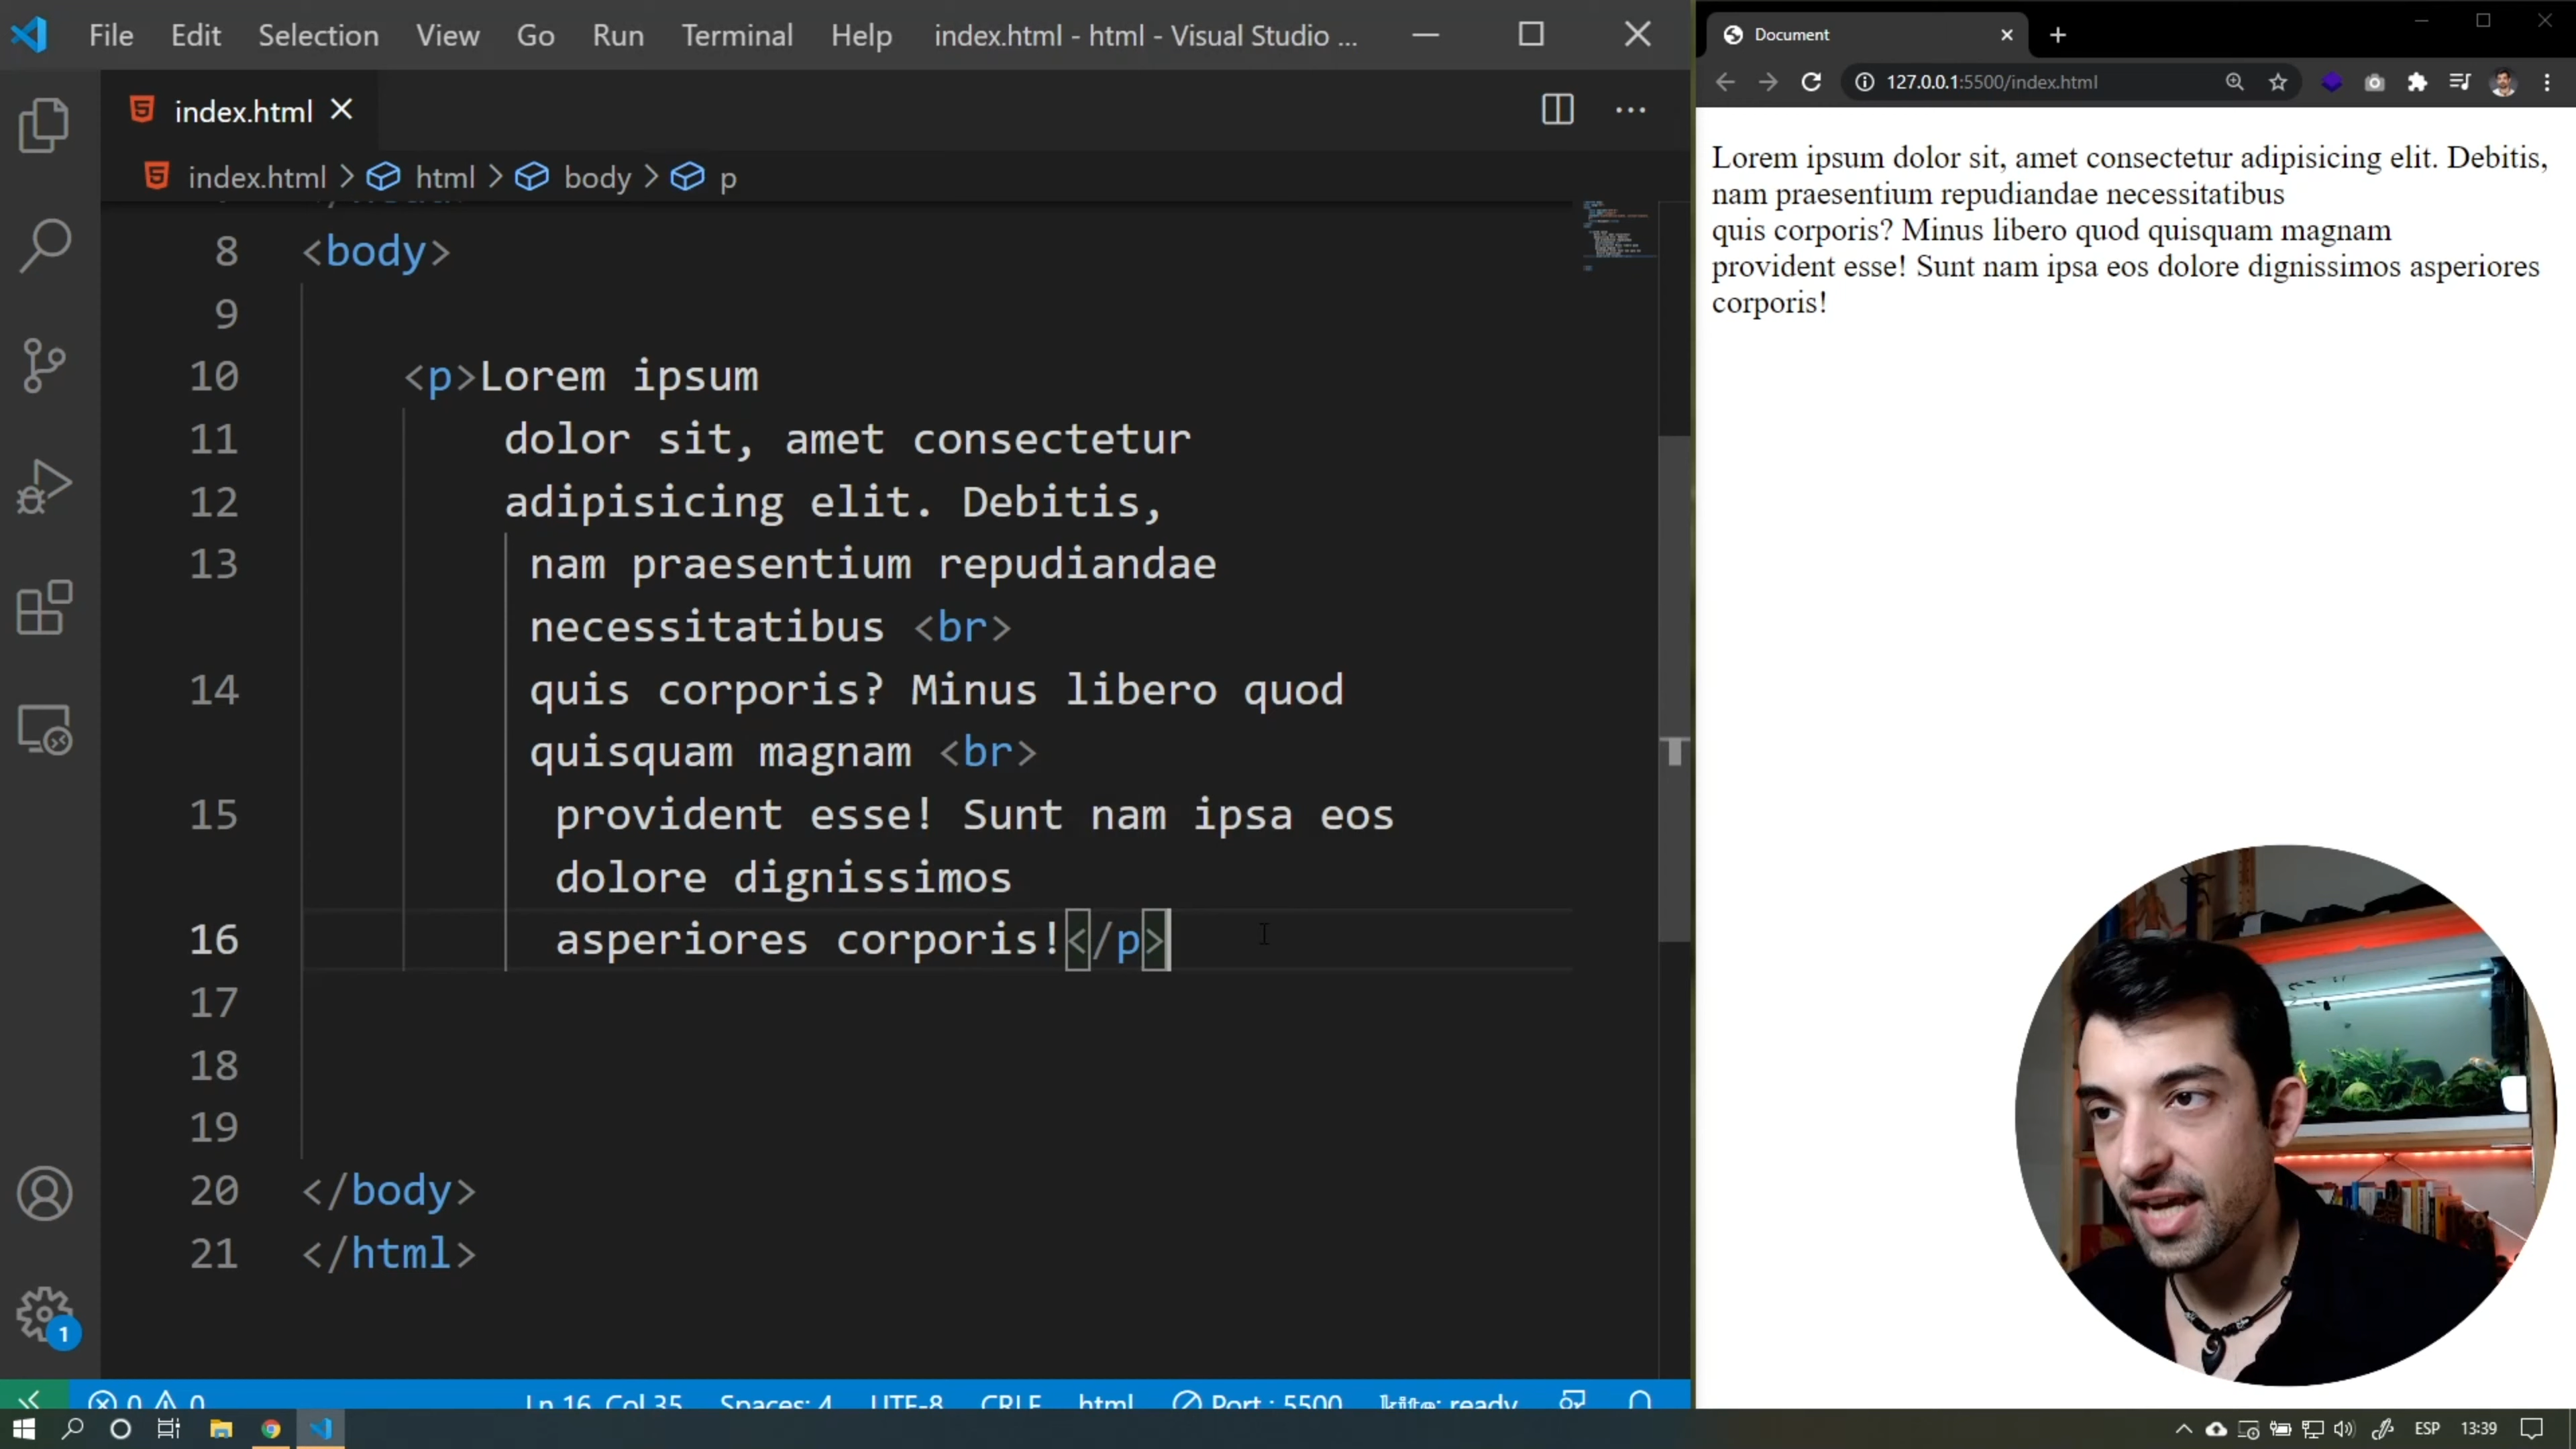 File Edit Selection View Go Run Terminal Help index.html - html - Visual Studio ...
index.html
index.html > html > body > p
8 <body>
9
10 <p>Lorem ipsum
11 dolor sit, amet consectetur
12 adipisicing elit. Debitis,
13 nam praesentium repudiandae
necessitatibus <br>
14 quis corporis? Minus libero quod
quisquam magnam <br>
15 provident esse! Sunt nam ipsa eos
dolore dignissimos
16 asperiores corporis!</p>
17
18
19
20 </body>
21 </html>
1
0 0 Ln 16, Col 35 Spaces: 4 UTF-8 CRLF html Port : 5500 kite: ready
Document
127.0.0.1:5500/index.html
Lorem ipsum dolor sit, amet consectetur adipisicing elit. Debitis,
nam praesentium repudiandae necessitatibus
quis corporis? Minus libero quod quisquam magnam
provident esse! Sunt nam ipsa eos dolore dignissimos asperiores
corporis!
ESP 13:39